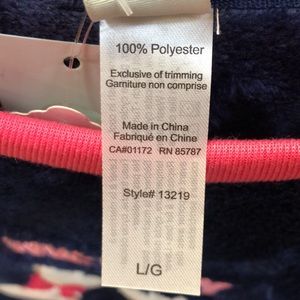 100% Polyester
Exclusive of trimming
Garniture non comprise
Made in China
Fabriqué en Chine
CA#01172 RN 85787
Style# 13219
L/G